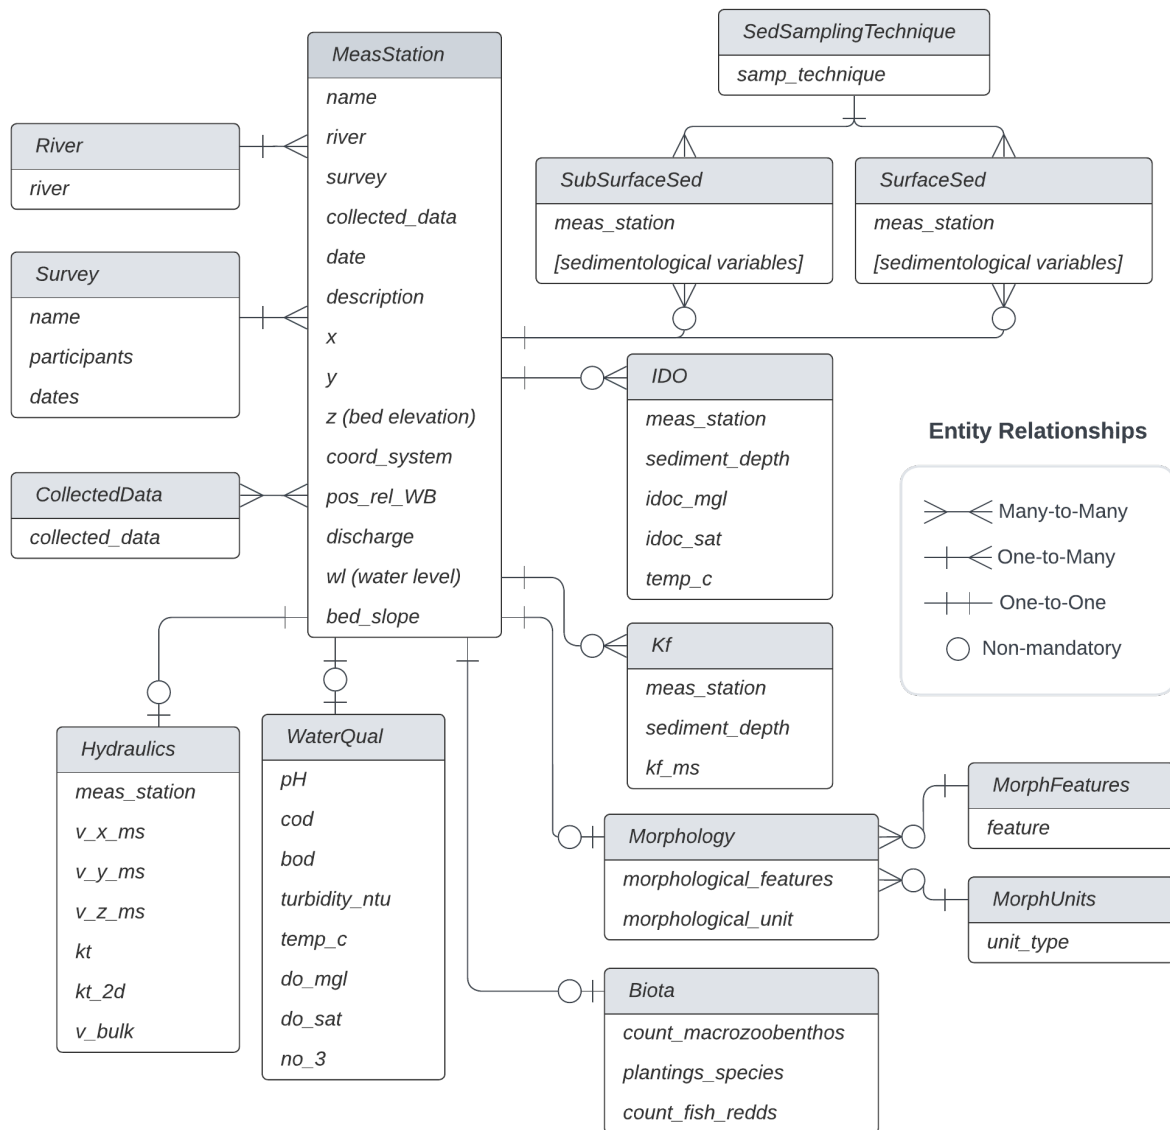 SedSamplingTechnique
samp_technique
MeasStation
name
river
survey
collected_data
date
description
x
y
z (bed elevation)
coord_system
pos_rel_WB
discharge
wl (water level)
bed_slope
River
river
Survey
name
participants
dates
CollectedData
collected_data
SubSurfaceSed
meas_station
[sedimentological variables]
SurfaceSed
meas_station
[sedimentological variables]
IDO
meas_station
sediment_depth
idoc_mgl
idoc_sat
temp_c
Entity Relationships
Many-to-Many
One-to-Many
One-to-One
Non-mandatory
Kf
meas_station
sediment_depth
kf_ms
Hydraulics
meas_station
v_x_ms
v_y_ms
v_z_ms
kt
kt_2d
v_bulk
WaterQual
pH
cod
bod
turbidity_ntu
temp_c
do_mgl
do_sat
no_3
Morphology
morphological_features
morphological_unit
MorphFeatures
feature
MorphUnits
unit_type
Biota
count_macrozoobenthos
plantings_species
count_fish_redds